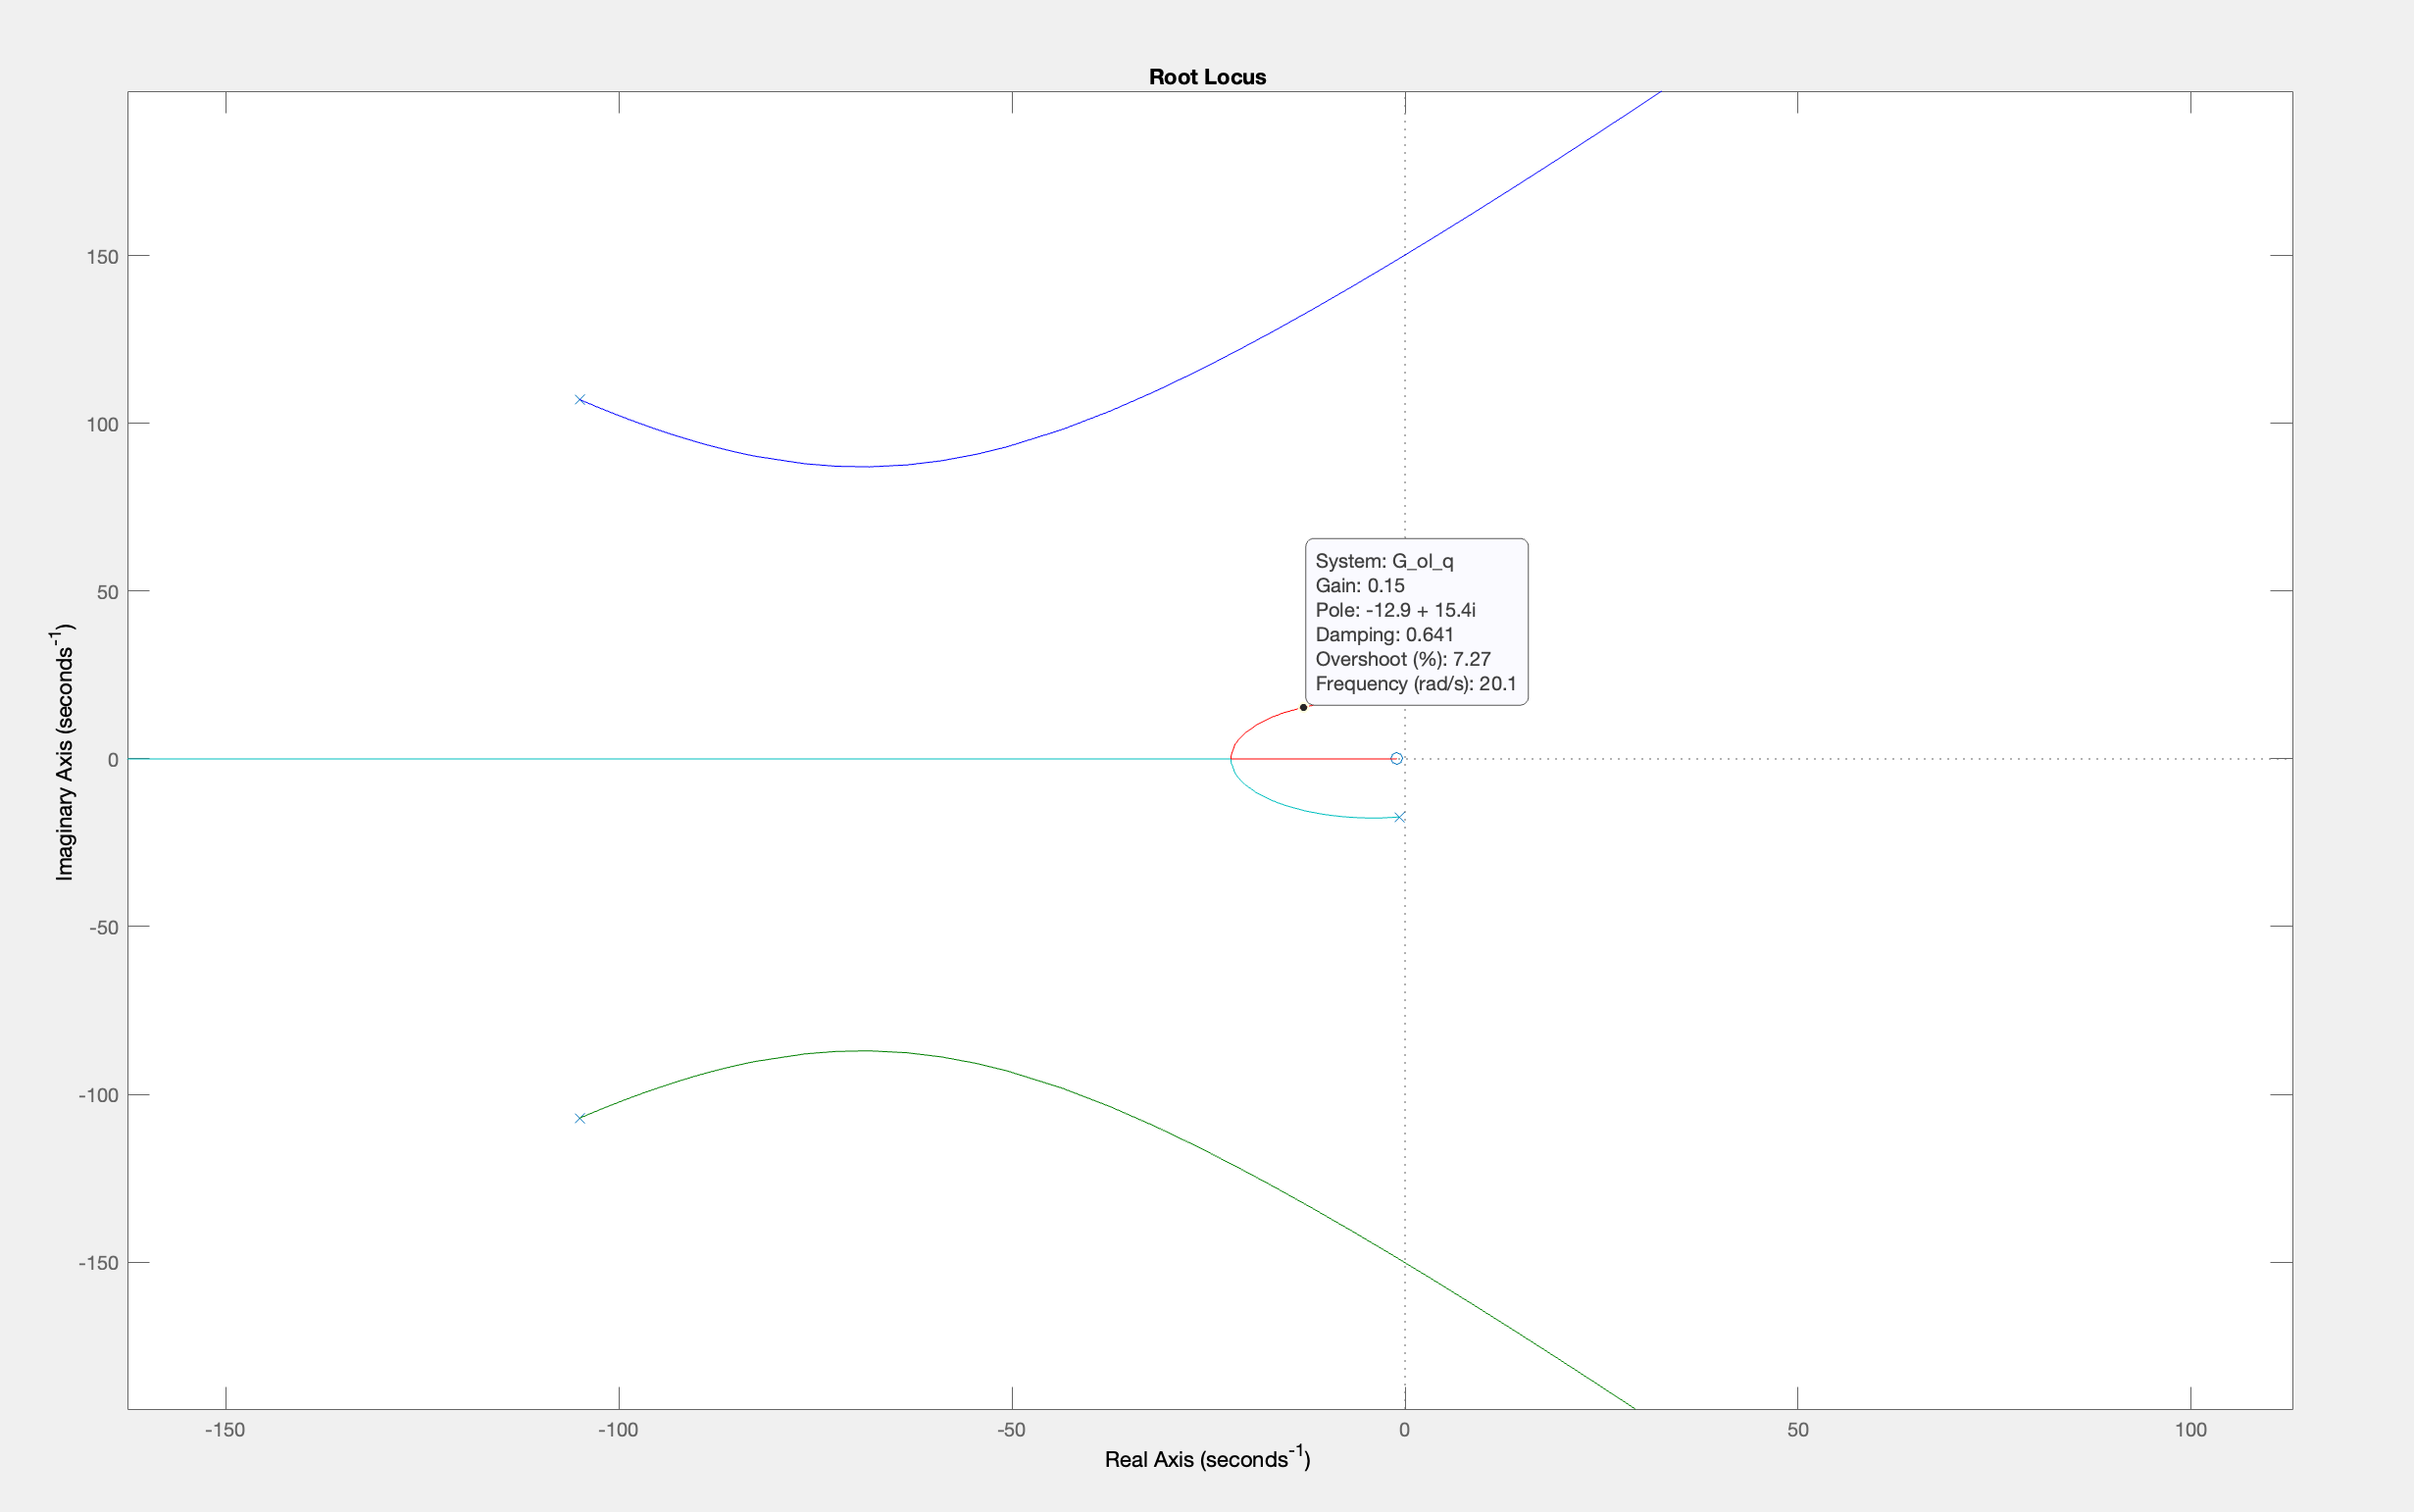 Root Locus
150
100
50
0
-50
-100
-150
Imaginary Axis (seconds⁻¹)
System: G_ol_q
Gain: 0.15
Pole: -12.9 + 15.4i
Damping: 0.641
Overshoot (%): 7.27
Frequency (rad/s): 20.1
-150 -100 -50 0 50 100
Real Axis (seconds⁻¹)